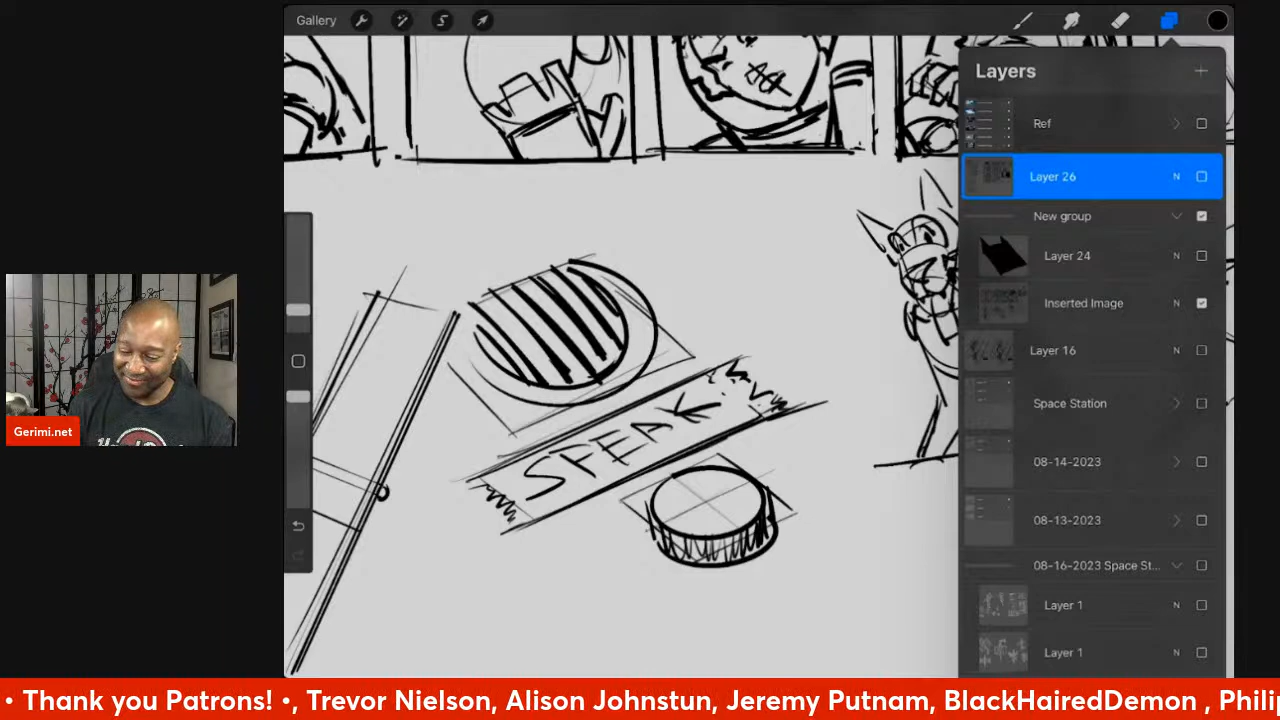 Gallery
Layers
Ref
Layer 26 N
New group
Layer 24 N
Inserted Image N
Layer 16 N
Space Station
08-14-2023
08-13-2023
08-16-2023 Space St...
Layer 1 N
Layer 1 N
SPEAK
Gerimi.net
• Thank you Patrons! •, Trevor Nielson, Alison Johnstun, Jeremy Putnam, BlackHairedDemon , Philip